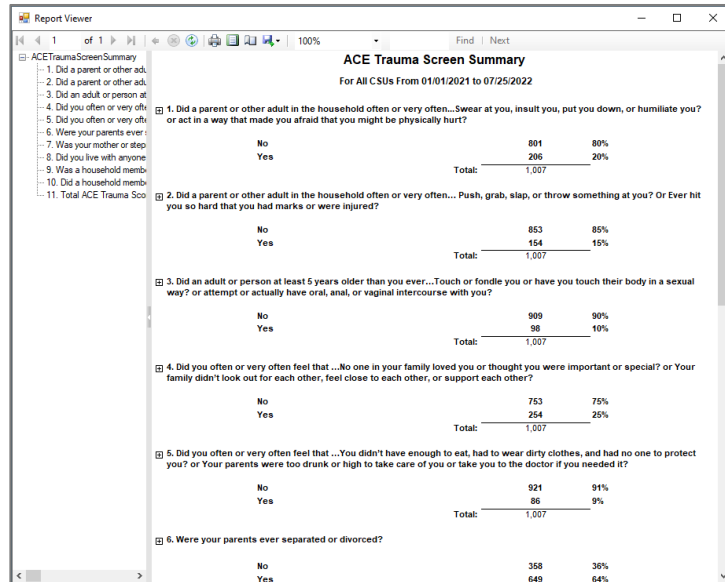 Report Viewer
1 of 1 100% Find | Next
ACETraumaScreenSummary
1. Did a parent or other adu
2. Did a parent or other adu
3. Did an adult or person at
4. Did you often or very ofte
5. Did you often or very ofte
6. Were your parents ever
7. Was your mother or step
8. Did you live with anyone
9. Was a household membe
10. Did a household memb
11. Total ACE Trauma Sco
ACE Trauma Screen Summary
For All CSUs From 01/01/2021 to 07/25/2022
1. Did a parent or other adult in the household often or very often...Swear at you, insult you, put you down, or humiliate you?
or act in a way that made you afraid that you might be physically hurt?
No 801 80%
Yes 206 20%
Total: 1,007
2. Did a parent or other adult in the household often or very often... Push, grab, slap, or throw something at you? Or Ever hit
you so hard that you had marks or were injured?
No 853 85%
Yes 154 15%
Total: 1,007
3. Did an adult or person at least 5 years older than you ever...Touch or fondle you or have you touch their body in a sexual
way? or attempt or actually have oral, anal, or vaginal intercourse with you?
No 909 90%
Yes 98 10%
Total: 1,007
4. Did you often or very often feel that ...No one in your family loved you or thought you were important or special? or Your
family didn't look out for each other, feel close to each other, or support each other?
No 753 75%
Yes 254 25%
Total: 1,007
5. Did you often or very often feel that ...You didn't have enough to eat, had to wear dirty clothes, and had no one to protect
you? or Your parents were too drunk or high to take care of you or take you to the doctor if you needed it?
No 921 91%
Yes 86 9%
Total: 1,007
6. Were your parents ever separated or divorced?
No 358 36%
Yes 649 64%